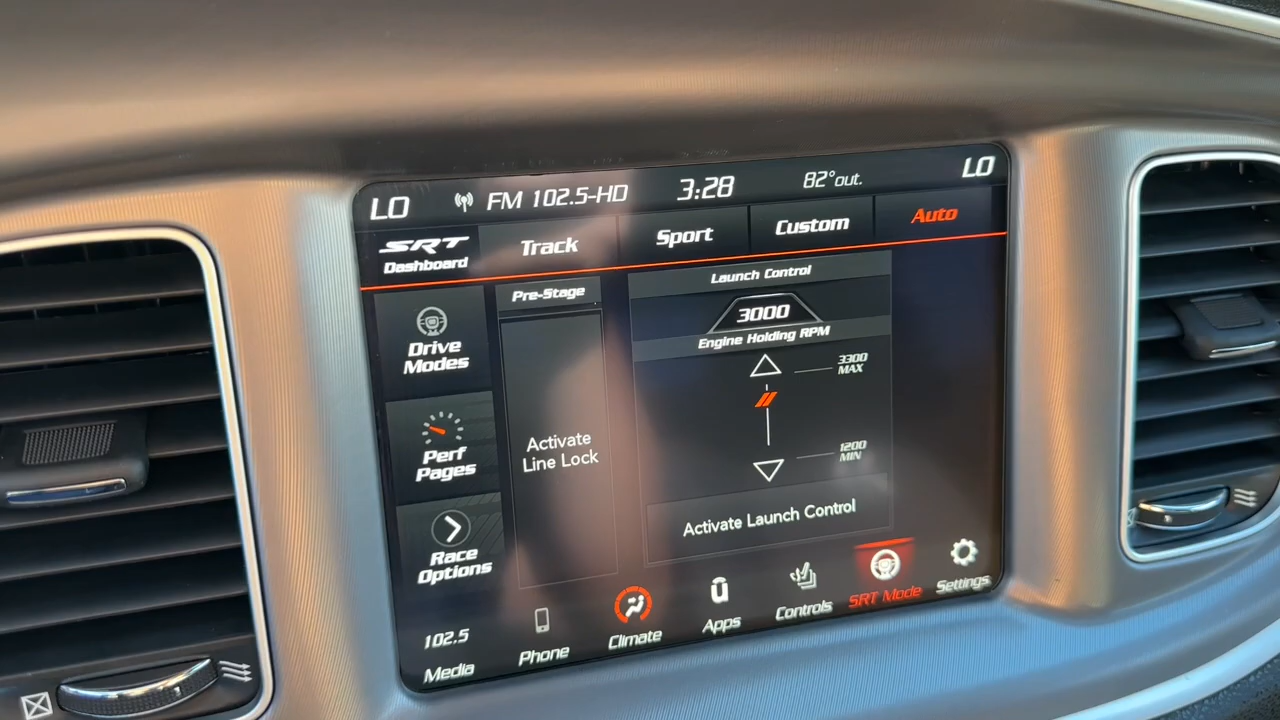 LO FM 102.5-HD 3:28 82°out. LO
SRT
Dashboard
Track
Sport
Custom
Auto
Drive
Modes
Perf
Pages
Race
Options
Pre-Stage
Activate
Line Lock
Launch Control
3000
Engine Holding RPM
3300
MAX
1200
MIN
Activate Launch Control
102.5
Media
Phone
Climate
Apps
Controls
SRT Mode
Settings